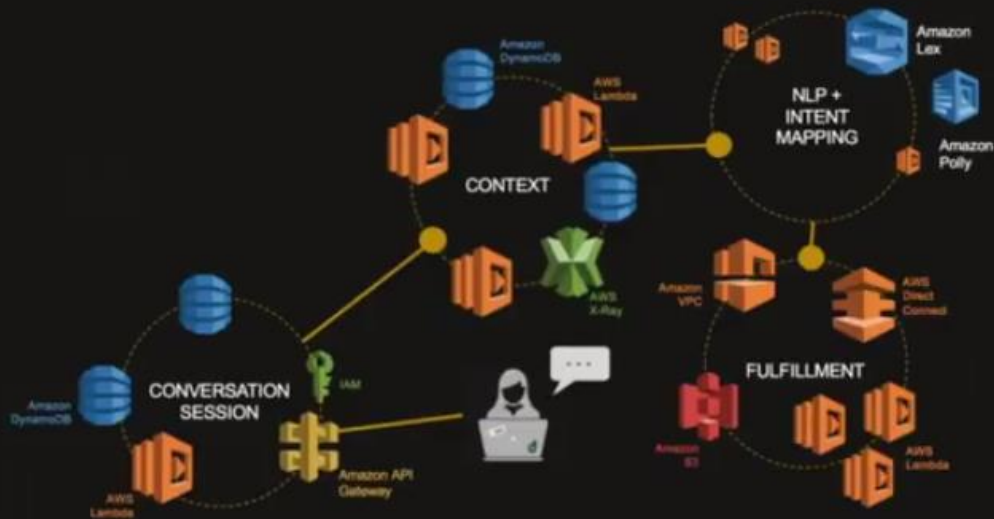 Amazon
DynamoDB
AWS
Lambda
CONTEXT
AWS
X-Ray
Amazon
Lex
NLP +
INTENT
MAPPING
Amazon
Polly
Amazon
VPC
AWS
Direct
Connect
FULFILLMENT
Amazon
S3
AWS
Lambda
CONVERSATION
SESSION
IAM
Amazon
DynamoDB
AWS
Lambda
Amazon API
Gateway